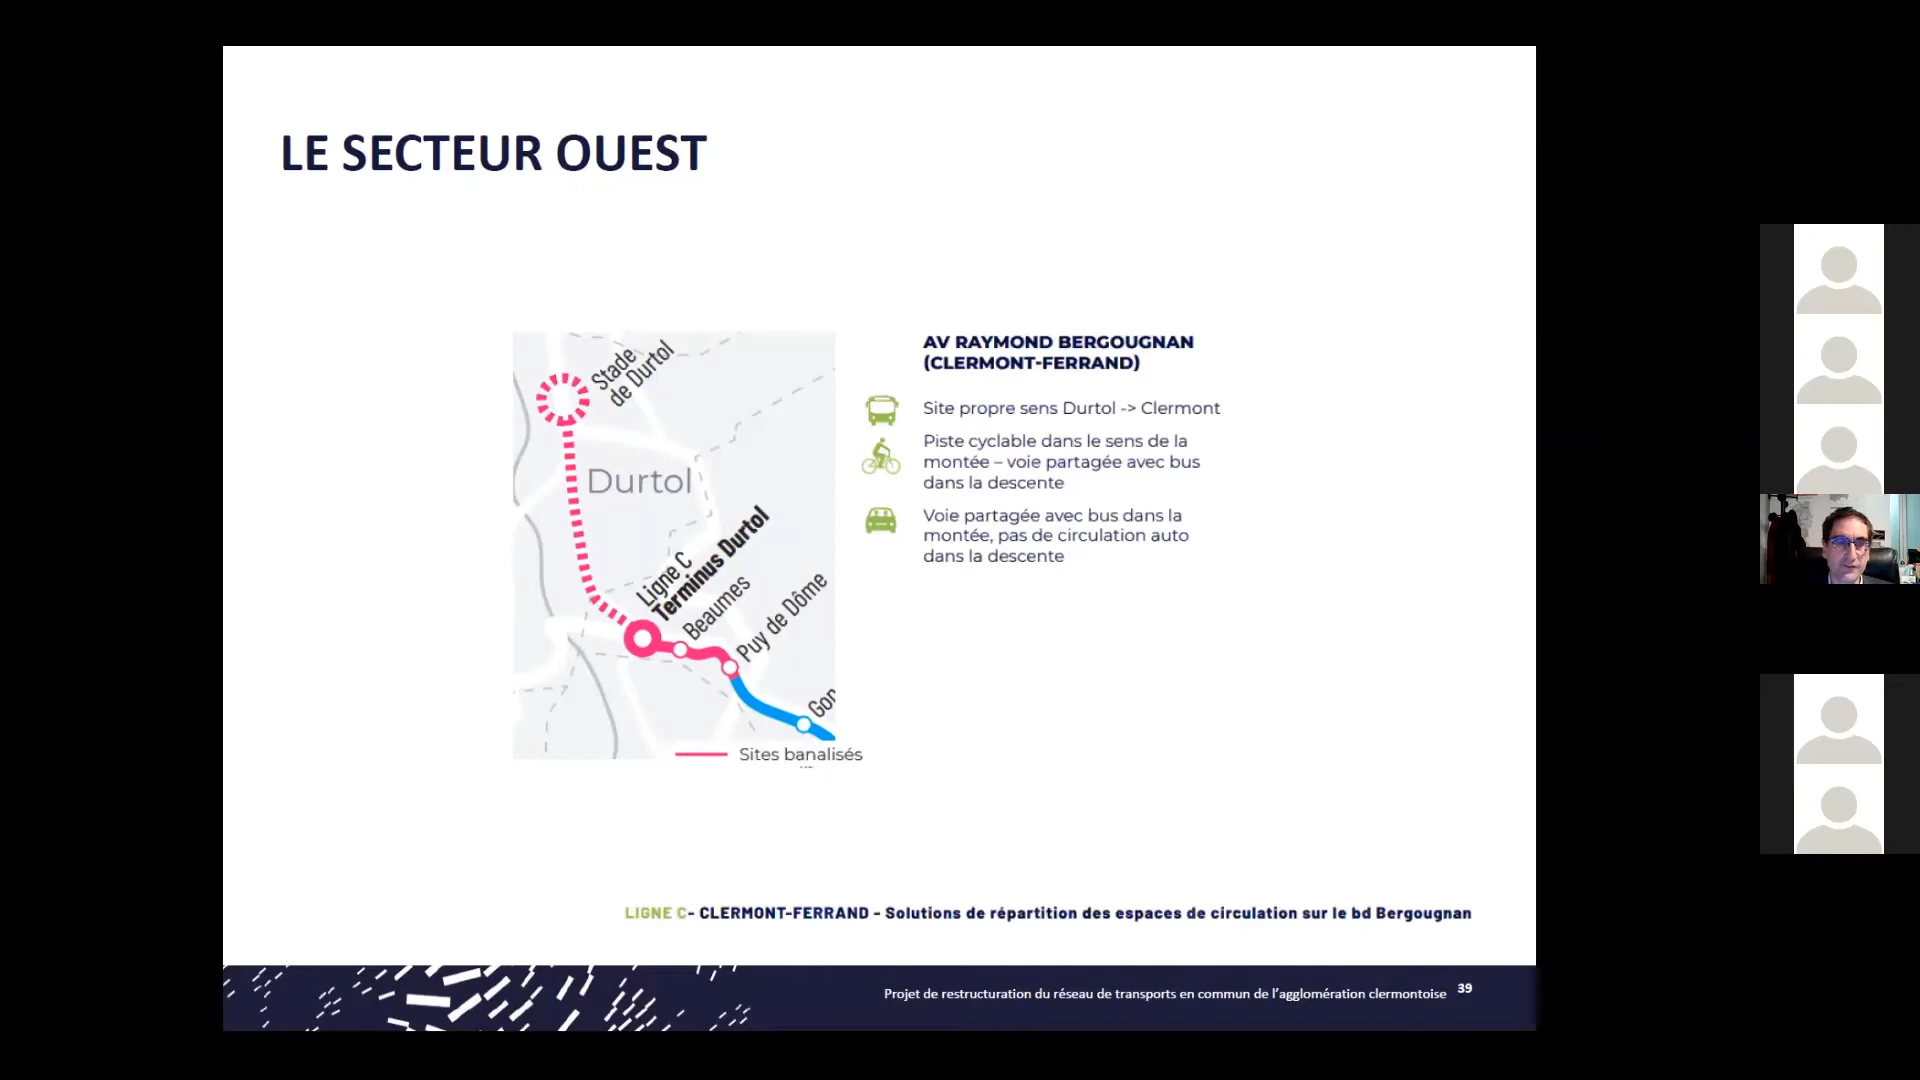 LE SECTEUR OUEST
Stade
de Durtol
Durtol
Ligne C
Terminus Durtol
Beaumes
Puy de Dôme
Sites banalisés
AV RAYMOND BERGOUGNAN
(CLERMONT-FERRAND)
Site propre sens Durtol -> Clermont
Piste cyclable dans le sens de la
montée – voie partagée avec bus
dans la descente
Voie partagée avec bus dans la
montée, pas de circulation auto
dans la descente
LIGNE C- CLERMONT-FERRAND - Solutions de répartition des espaces de circulation sur le bd Bergougnan
Projet de restructuration du réseau de transports en commun de l'agglomération clermontoise 39